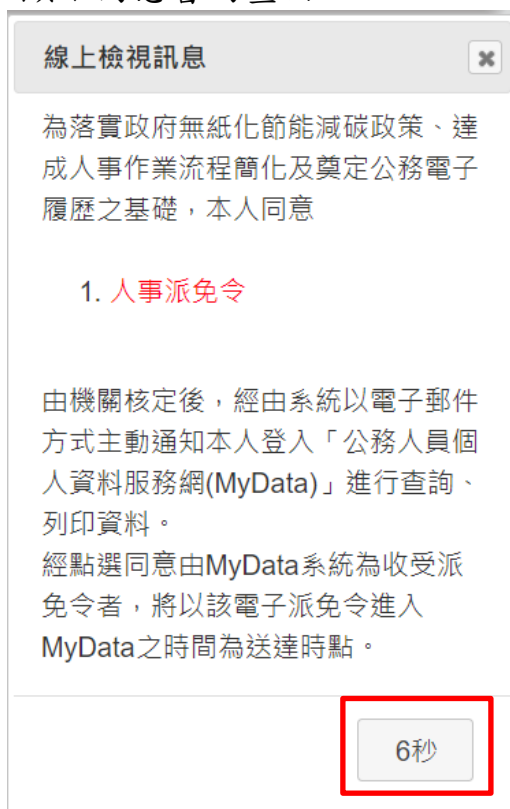 線上檢視訊息
為落實政府無紙化節能減碳政策、達
成人事作業流程簡化及奠定公務電子
履歷之基礎，本人同意
1. 人事派免令
由機關核定後，經由系統以電子郵件
方式主動通知本人登入「公務人員個
人資料服務網(MyData)」進行查詢、
列印資料。
經點選同意由MyData系統為收受派
免令者，將以該電子派免令進入
MyData之時間為送達時點。
6秒